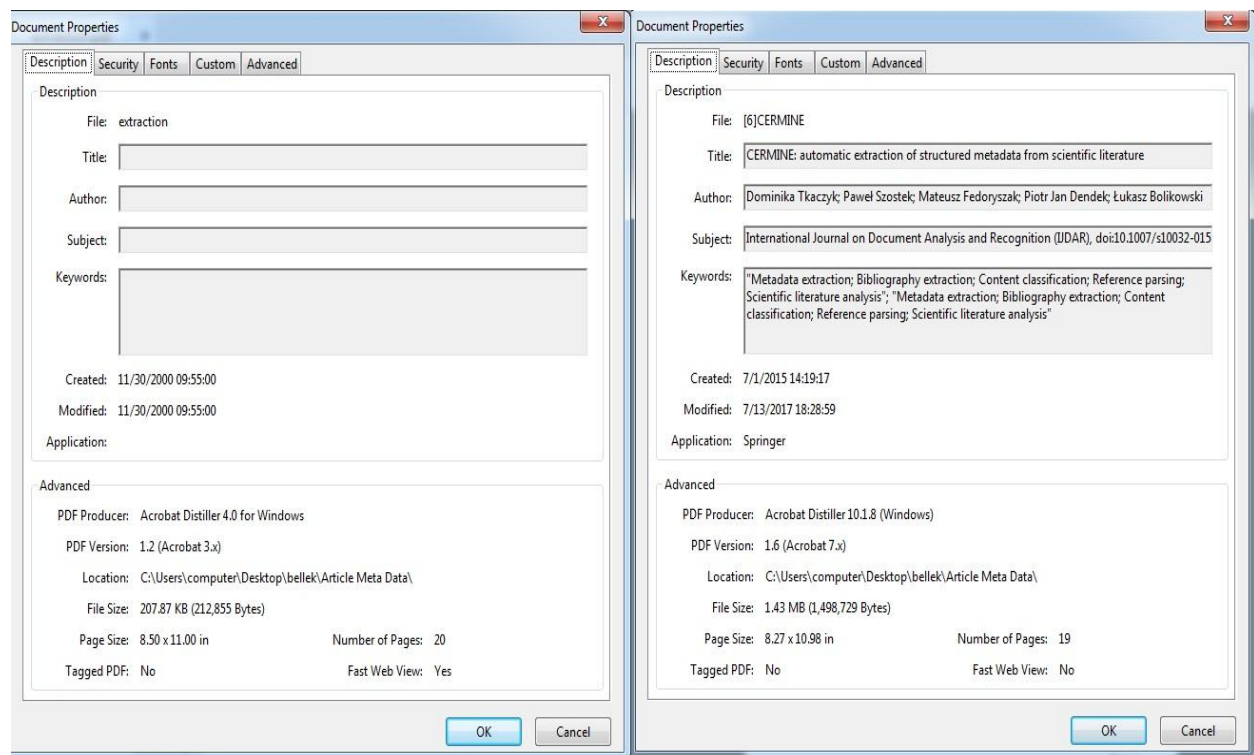 Document Properties
Description Security Fonts Custom Advanced
Description
File: extraction
Title:
Author:
Subject:
Keywords:
Created: 11/30/2000 09:55:00
Modified: 11/30/2000 09:55:00
Application:
Advanced
PDF Producer: Acrobat Distiller 4.0 for Windows
PDF Version: 1.2 (Acrobat 3.x)
Location: C:\Users\computer\Desktop\bellek\Article Meta Data\
File Size: 207.87 KB (212,855 Bytes)
Page Size: 8.50 x 11.00 in Number of Pages: 20
Tagged PDF: No Fast Web View: Yes
OK Cancel
Document Properties
Description Security Fonts Custom Advanced
Description
File: [6]CERMINE
Title: CERMINE: automatic extraction of structured metadata from scientific literature
Author: Dominika Tkaczyk; Paweł Szostek; Mateusz Fedoryszak; Piotr Jan Dendek; Łukasz Bolikowski
Subject: International Journal on Document Analysis and Recognition (IJDAR), doi:10.1007/s10032-015
Keywords: "Metadata extraction; Bibliography extraction; Content classification; Reference parsing;
Scientific literature analysis"; "Metadata extraction; Bibliography extraction; Content
classification; Reference parsing; Scientific literature analysis"
Created: 7/1/2015 14:19:17
Modified: 7/13/2017 18:28:59
Application: Springer
Advanced
PDF Producer: Acrobat Distiller 10.1.8 (Windows)
PDF Version: 1.6 (Acrobat 7.x)
Location: C:\Users\computer\Desktop\bellek\Article Meta Data\
File Size: 1.43 MB (1,498,729 Bytes)
Page Size: 8.27 x 10.98 in Number of Pages: 19
Tagged PDF: No Fast Web View: No
OK Cancel